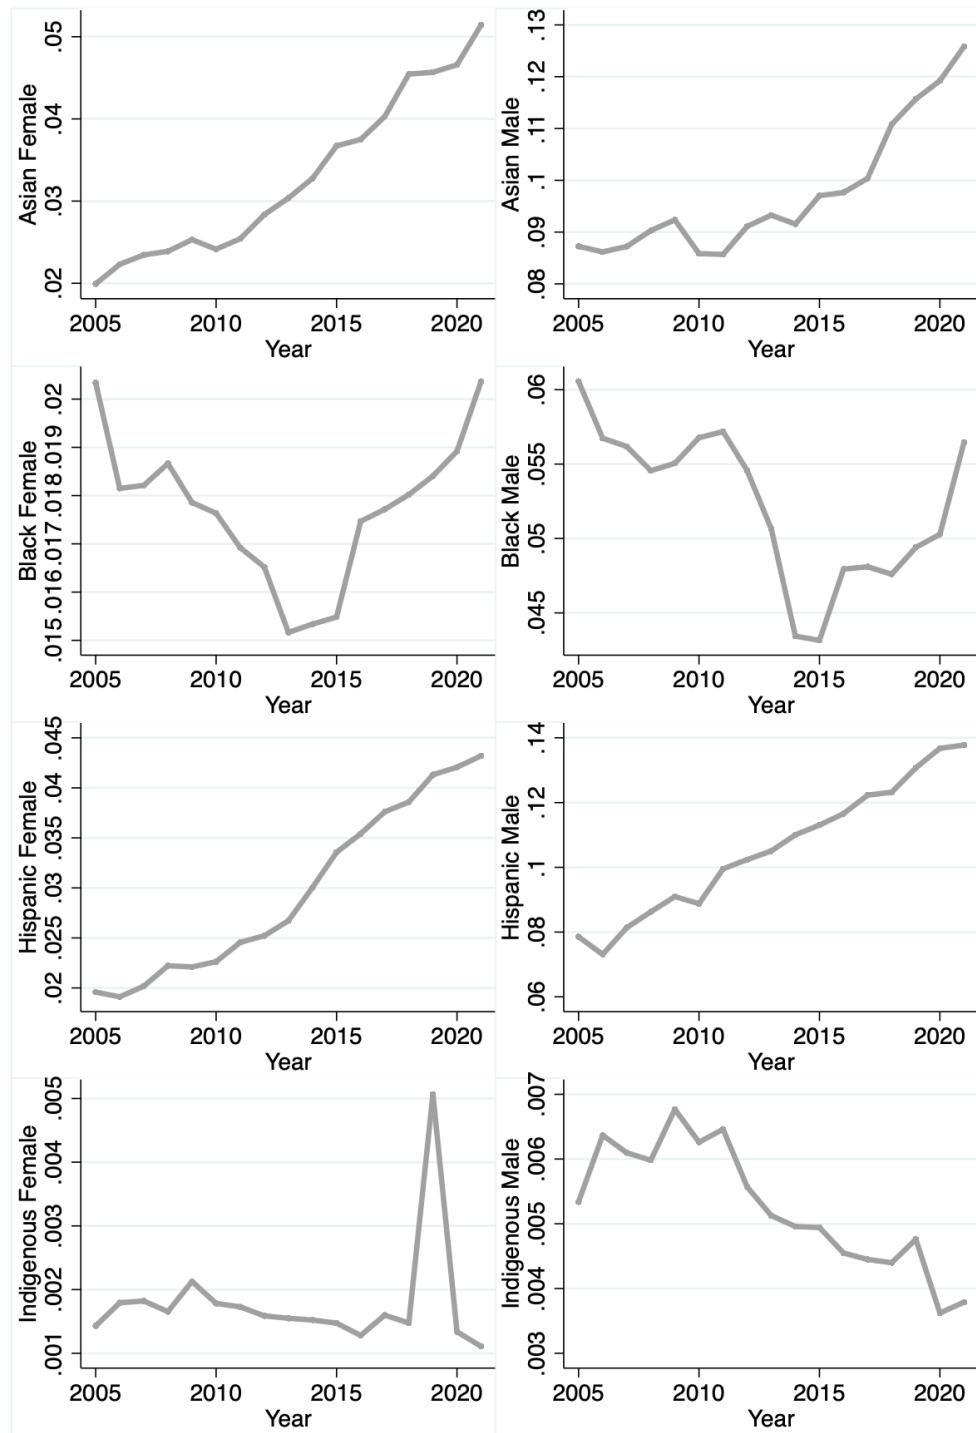 Asian Female
.05
.04
.03
.02
2005 2010 2015 2020
Year
Asian Male
.13
.12
.11
.1
.09
.08
2005 2010 2015 2020
Year
Black Female
.02
.019
.018
.017
.016
.015
2005 2010 2015 2020
Year
Black Male
.06
.055
.05
.045
2005 2010 2015 2020
Year
Hispanic Female
.045
.04
.035
.03
.025
.02
2005 2010 2015 2020
Year
Hispanic Male
.14
.12
.1
.08
.06
2005 2010 2015 2020
Year
Indigenous Female
.005
.004
.003
.002
.001
2005 2010 2015 2020
Year
Indigenous Male
.007
.006
.005
.004
.003
2005 2010 2015 2020
Year